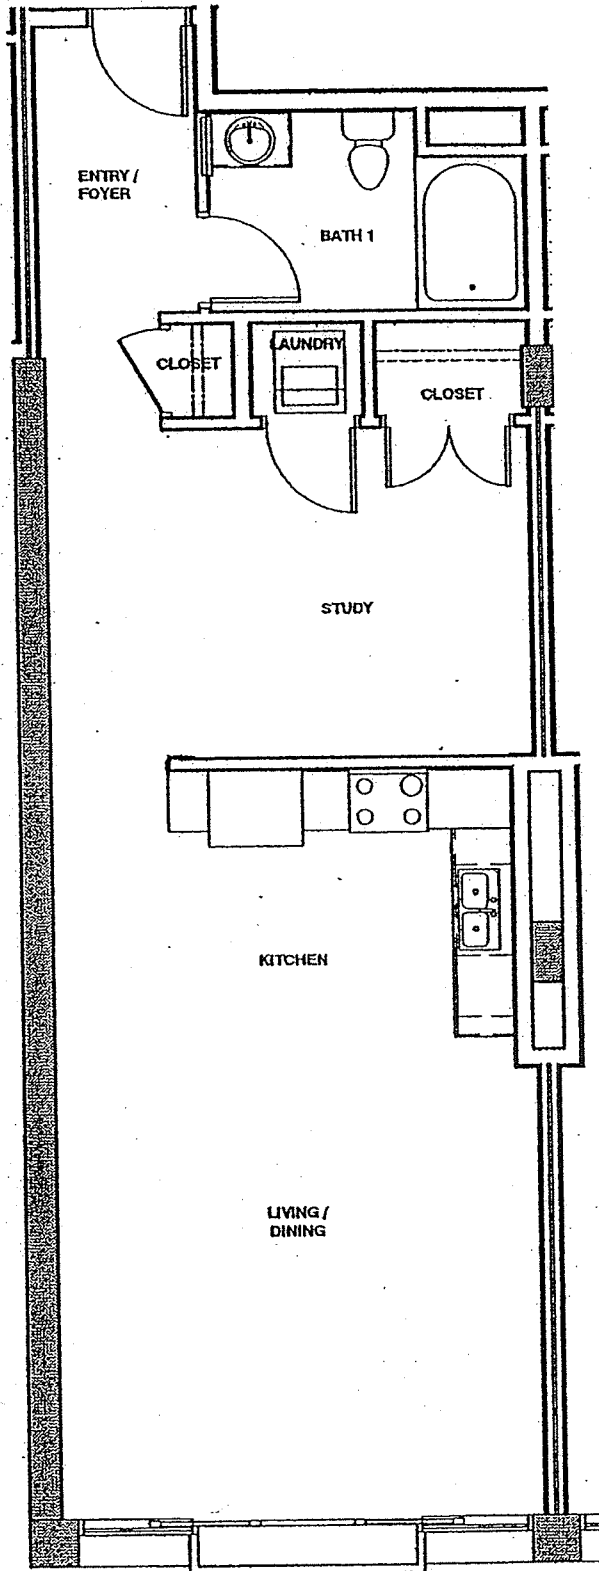 ENTRY /
FOYER
BATH 1
CLOSET
LAUNDRY
CLOSET
STUDY
KITCHEN
LIVING /
DINING